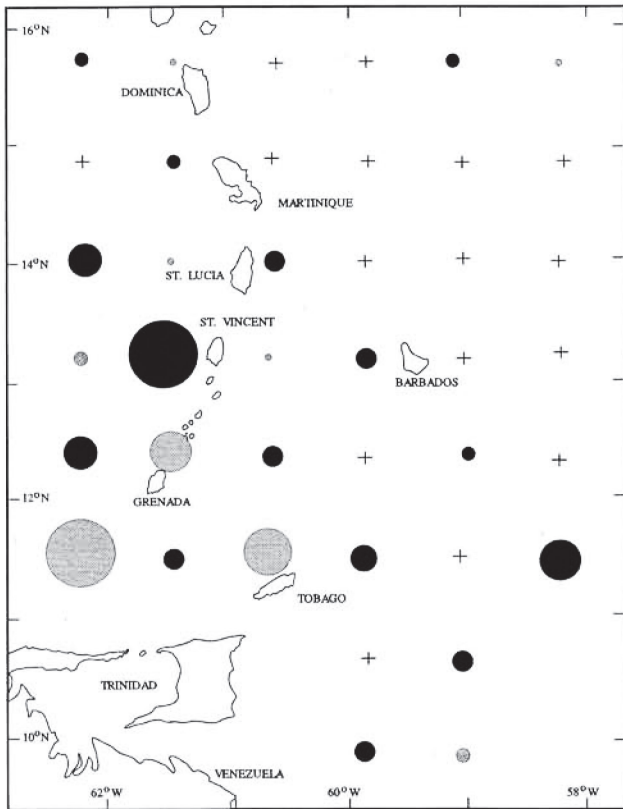 16°N
DOMINICA
MARTINIQUE
14°N
ST. LUCIA
ST. VINCENT
BARBADOS
12°N
GRENADA
TOBAGO
TRINIDAD
10°N
VENEZUELA
62°W
60°W
58°W